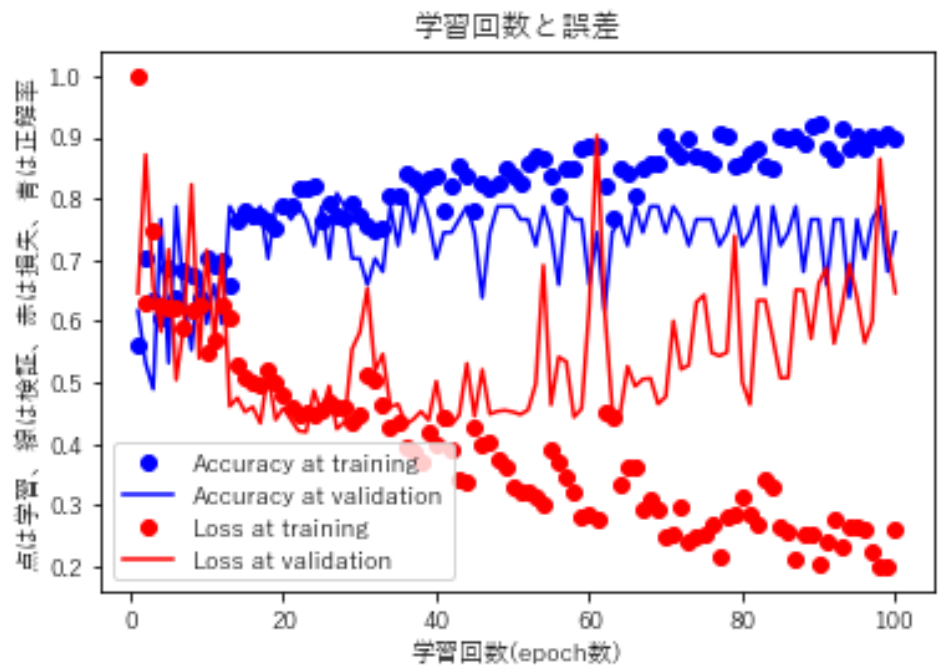 学習回数と誤差
点は学習、線は検証、赤は損失、青は正解率
1.0
0.9
0.8
0.7
0.6
0.5
0.4
0.3
0.2
Accuracy at training
Accuracy at validation
Loss at training
Loss at validation
0 20 40 60 80 100
学習回数(epoch数)